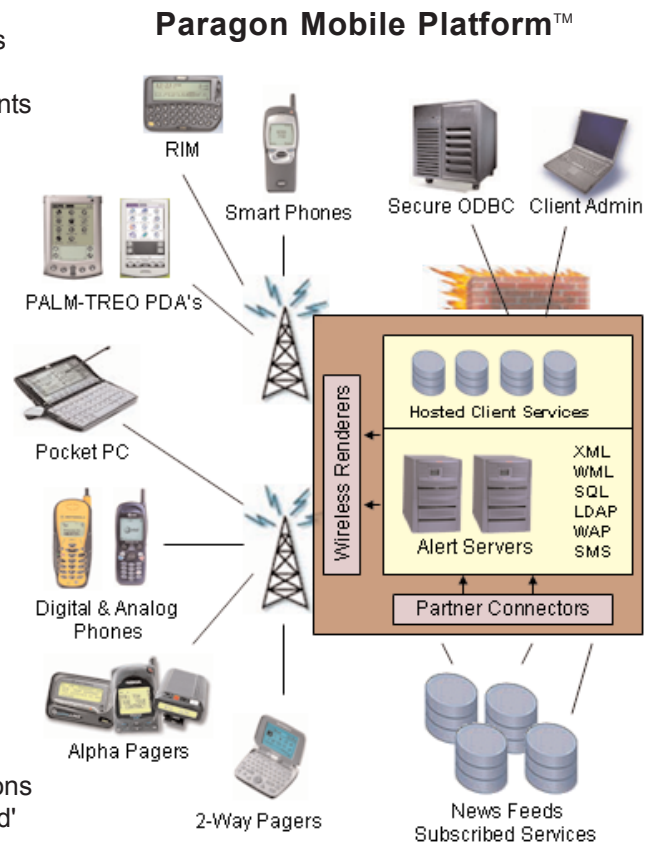 Paragon Mobile Platform™
s
nts
RIM
Smart Phones
Secure ODBC
Client Admin
PALM-TREO PDA's
Hosted Client Services
Wireless Renderers
Pocket PC
XML
WML
SQL
LDAP
WAP
SMS
Alert Servers
Partner Connectors
Digital & Analog
Phones
Alpha Pagers
2-Way Pagers
News Feeds
Subscribed Services
ons
d'